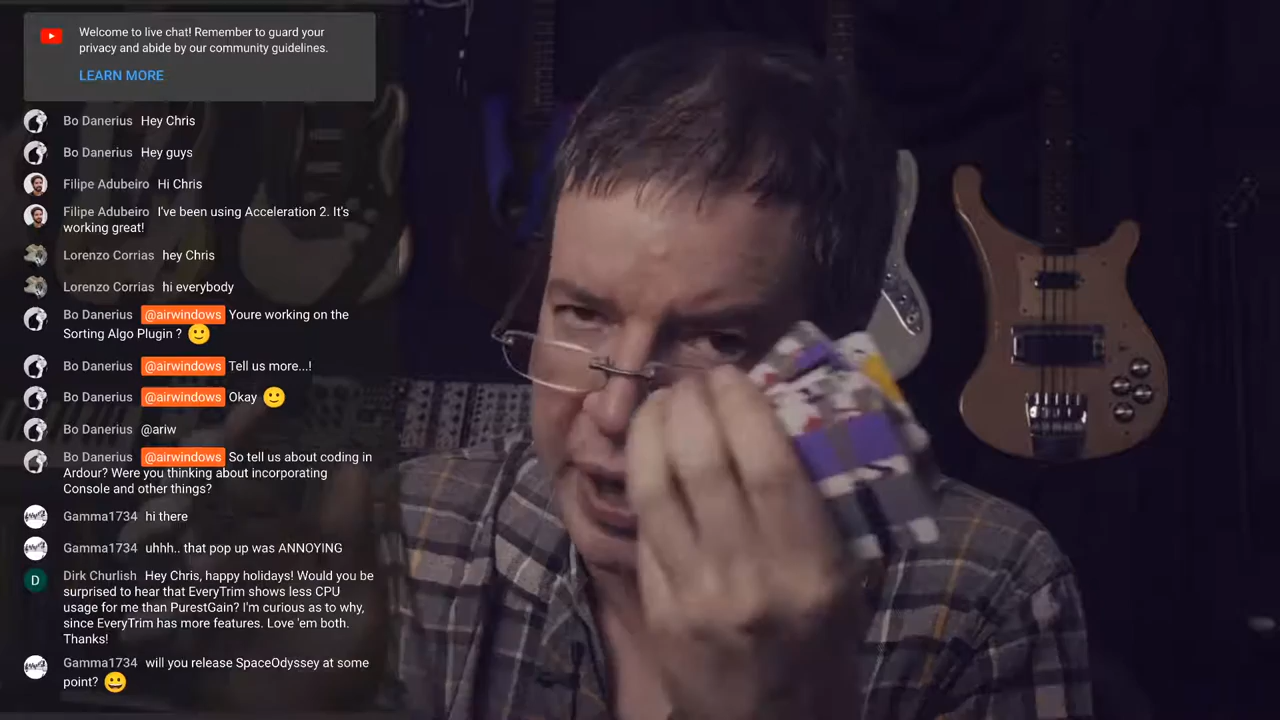 Welcome to live chat! Remember to guard your
privacy and abide by our community guidelines.
LEARN MORE
Bo Danerius Hey Chris
Bo Danerius Hey guys
Filipe Adubeiro Hi Chris
Filipe Adubeiro I've been using Acceleration 2. It's
working great!
Lorenzo Corrias hey Chris
Lorenzo Corrias hi everybody
Bo Danerius @airwindows Youre working on the
Sorting Algo Plugin ? 🙂
Bo Danerius @airwindows Tell us more...!
Bo Danerius @airwindows Okay 🙂
Bo Danerius @ariw
Bo Danerius @airwindows So tell us about coding in
Ardour? Were you thinking about incorporating
Console and other things?
Gamma1734 hi there
Gamma1734 uhhh.. that pop up was ANNOYING
D Dirk Churlish Hey Chris, happy holidays! Would you be
surprised to hear that EveryTrim shows less CPU
usage for me than PurestGain? I'm curious as to why,
since EveryTrim has more features. Love 'em both.
Thanks!
Gamma1734 will you release SpaceOdyssey at some
point? 😀